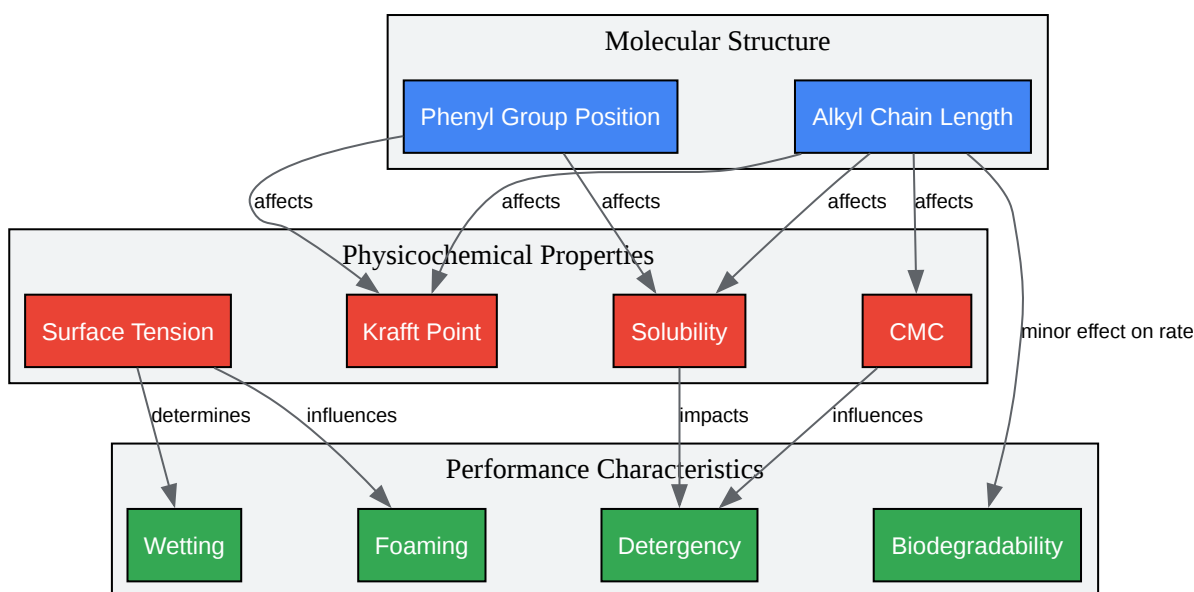 Molecular Structure
Phenyl Group Position
Alkyl Chain Length
affects
affects
affects
affects
affects
Physicochemical Properties
Surface Tension
Krafft Point
Solubility
CMC
minor effect on rate
determines
influences
impacts
influences
Performance Characteristics
Wetting
Foaming
Detergency
Biodegradability